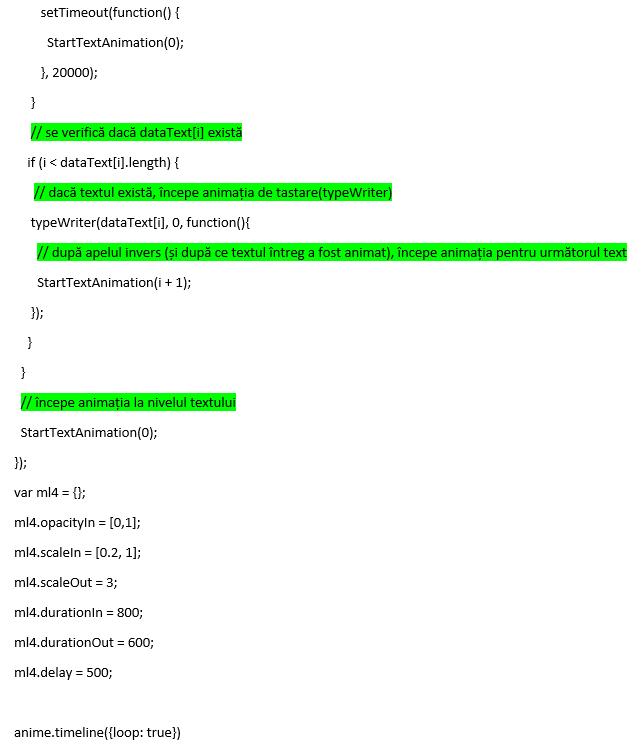 setTimeout(function() {
StartTextAnimation(0);
}, 20000);
}
// se verifică dacă dataText[i] există
if (i < dataText[i].length) {
// dacă textul există, începe animația de tastare(typeWriter)
typeWriter(dataText[i], 0, function(){
// după apelul invers (și după ce textul întreg a fost animat), începe animația pentru următorul text
StartTextAnimation(i + 1);
});
}
}
// începe animația la nivelul textului
StartTextAnimation(0);
});
var ml4 = {};
ml4.opacityIn = [0,1];
ml4.scaleIn = [0.2, 1];
ml4.scaleOut = 3;
ml4.durationIn = 800;
ml4.durationOut = 600;
ml4.delay = 500;
anime.timeline({loop: true})